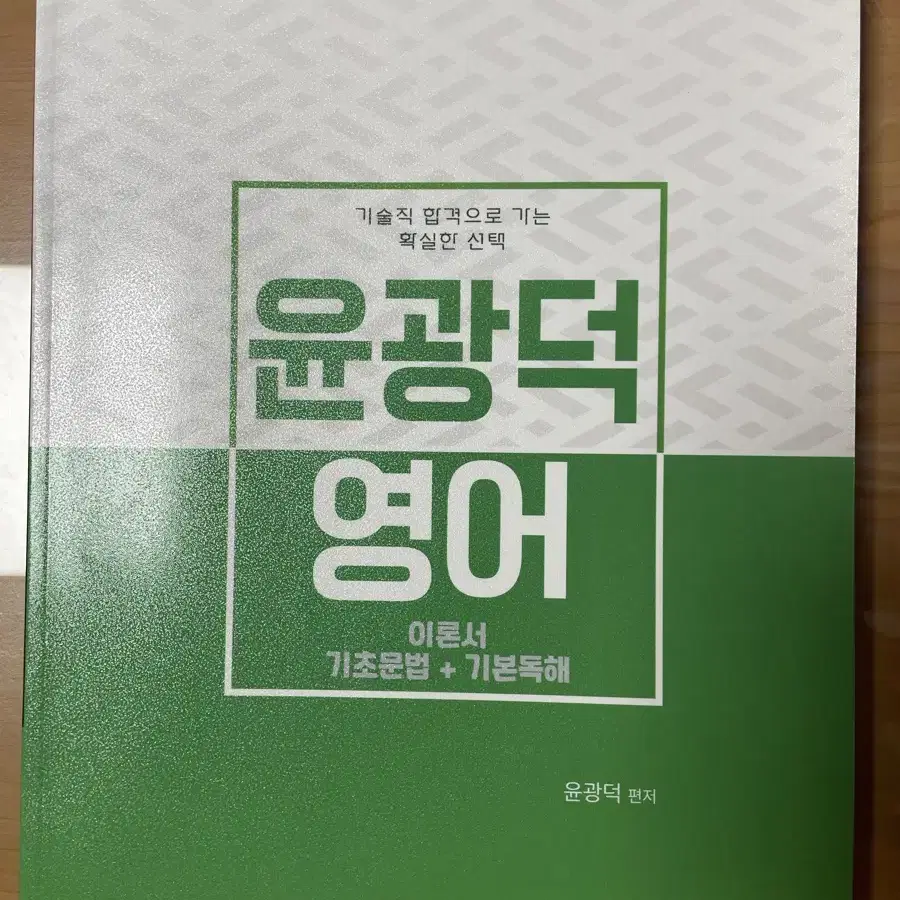 기술직 합격으로 가는
확실한 선택
윤광덕
영어
이론서
기초문법 + 기본독해
윤광덕 편저